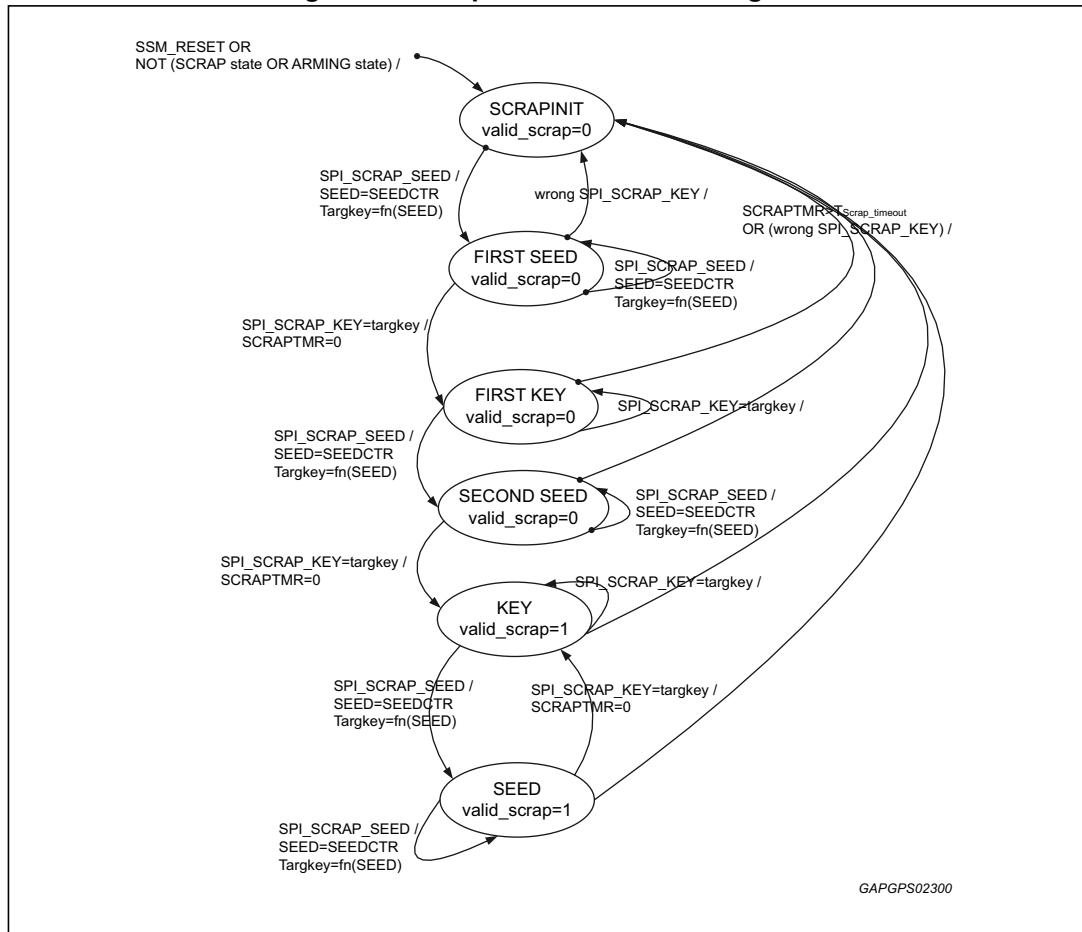 SSM_RESET OR
NOT (SCRAP state OR ARMING state) /
SCRAPINIT
valid_scrap=0
SPI_SCRAP_SEED /
SEED=SEEDCTR
Targkey=fn(SEED)
wrong SPI_SCRAP_KEY /
SCRAPTMR>TScrap_timeout
OR (wrong SPI_SCRAP_KEY) /
FIRST SEED
valid_scrap=0
SPI_SCRAP_SEED /
SEED=SEEDCTR
Targkey=fn(SEED)
SPI_SCRAP_KEY=targkey /
SCRAPTMR=0
FIRST KEY
valid_scrap=0
SPI_SCRAP_KEY=targkey /
SPI_SCRAP_SEED /
SEED=SEEDCTR
Targkey=fn(SEED)
SECOND SEED
valid_scrap=0
SPI_SCRAP_SEED /
SEED=SEEDCTR
Targkey=fn(SEED)
SPI_SCRAP_KEY=targkey /
SCRAPTMR=0
KEY
valid_scrap=1
SPI_SCRAP_KEY=targkey /
SPI_SCRAP_SEED /
SEED=SEEDCTR
Targkey=fn(SEED)
SPI_SCRAP_KEY=targkey /
SCRAPTMR=0
SEED
valid_scrap=1
SPI_SCRAP_SEED /
SEED=SEEDCTR
Targkey=fn(SEED)
GAPGPS02300